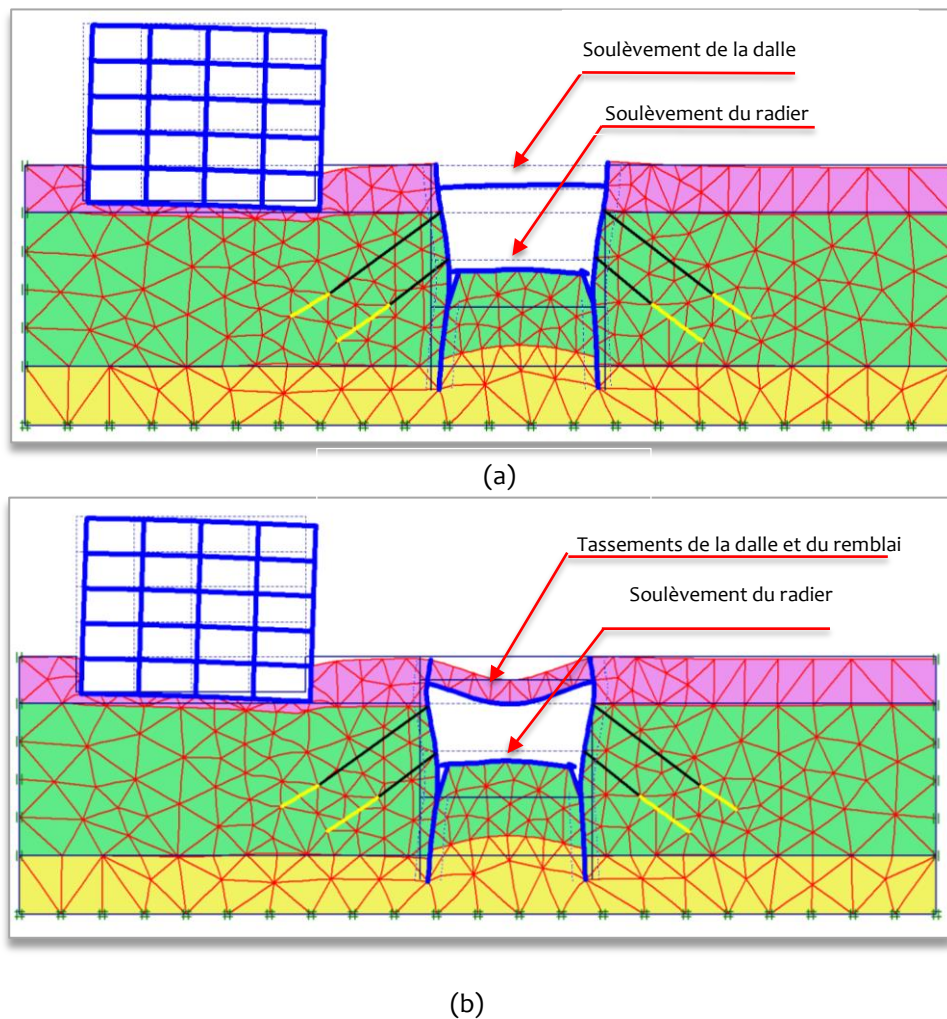 Soulèvement de la dalle
Soulèvement du radier
(a)
Tassements de la dalle et du remblai
Soulèvement du radier
(b)